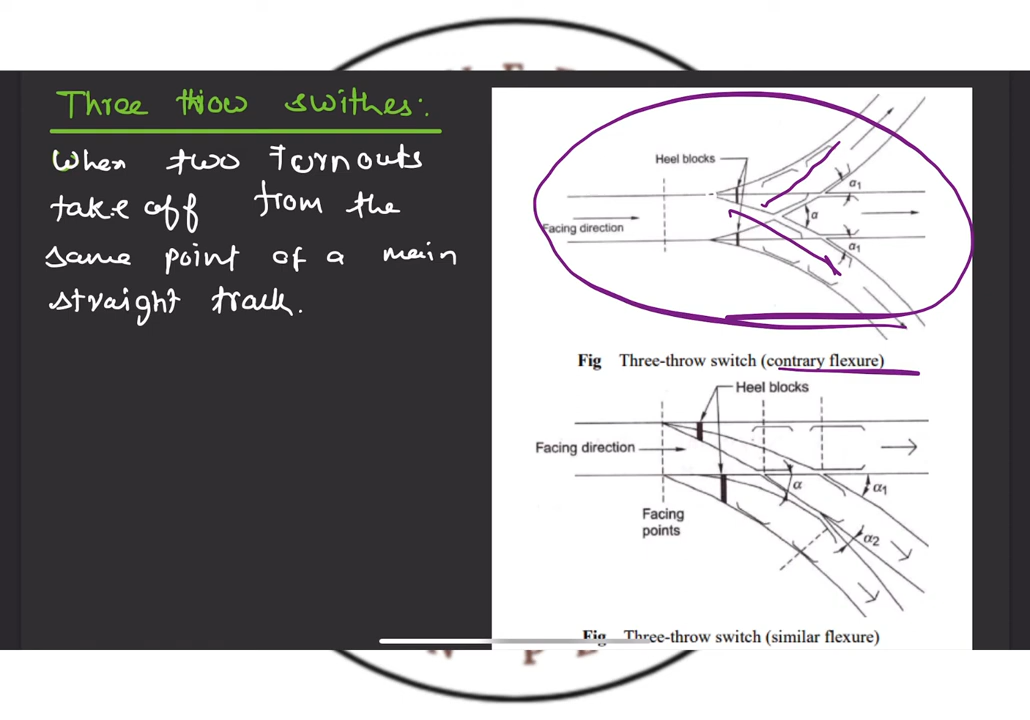 Three throw swithes:
When two Turnouts
take off from the
same point of a main
straight track.
Heel blocks
α1
α
Facing direction
α1
Fig Three-throw switch (contrary flexure)
Heel blocks
Facing direction
α
α1
Facing
points
α2
Fig Three-throw switch (similar flexure)